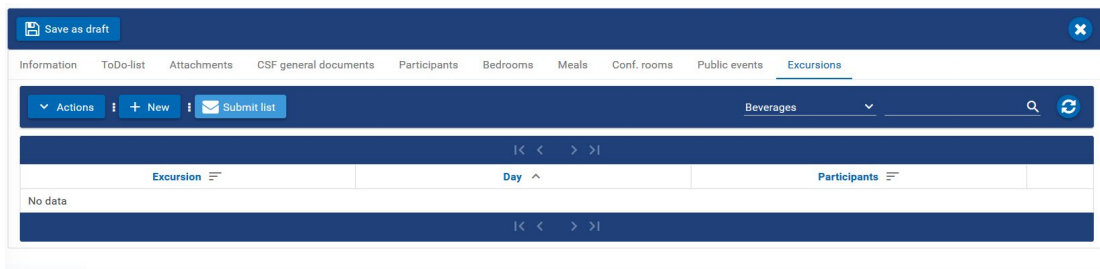 Save as draft
Information ToDo-list Attachments CSF general documents Participants Bedrooms Meals Conf. rooms Public events Excursions
Actions New Submit list Beverages
Excursion Day Participants
No data